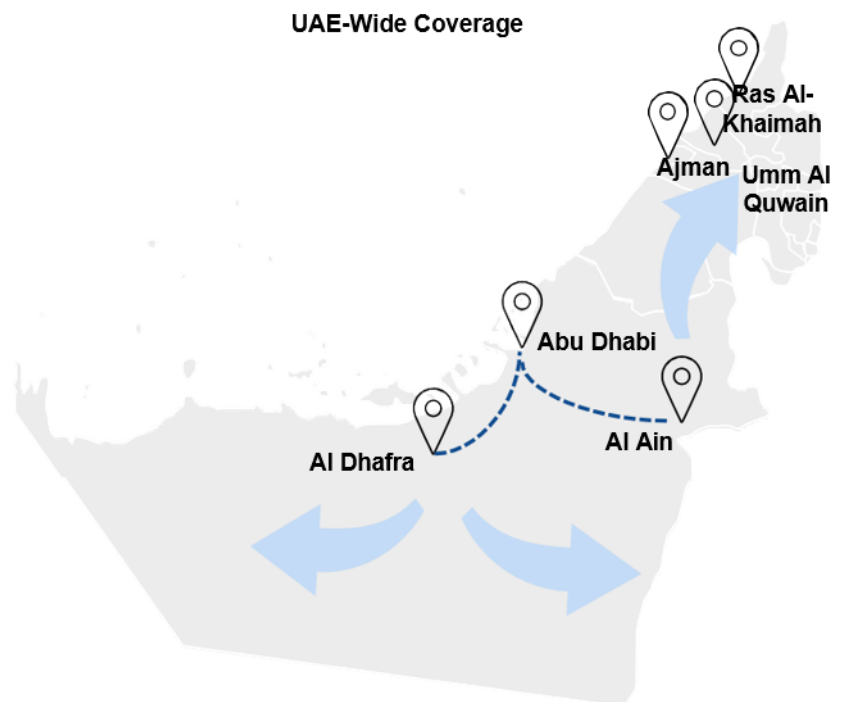 UAE-Wide Coverage
Ras Al-
Khaimah
Ajman
Umm Al
Quwain
Abu Dhabi
Al Ain
Al Dhafra